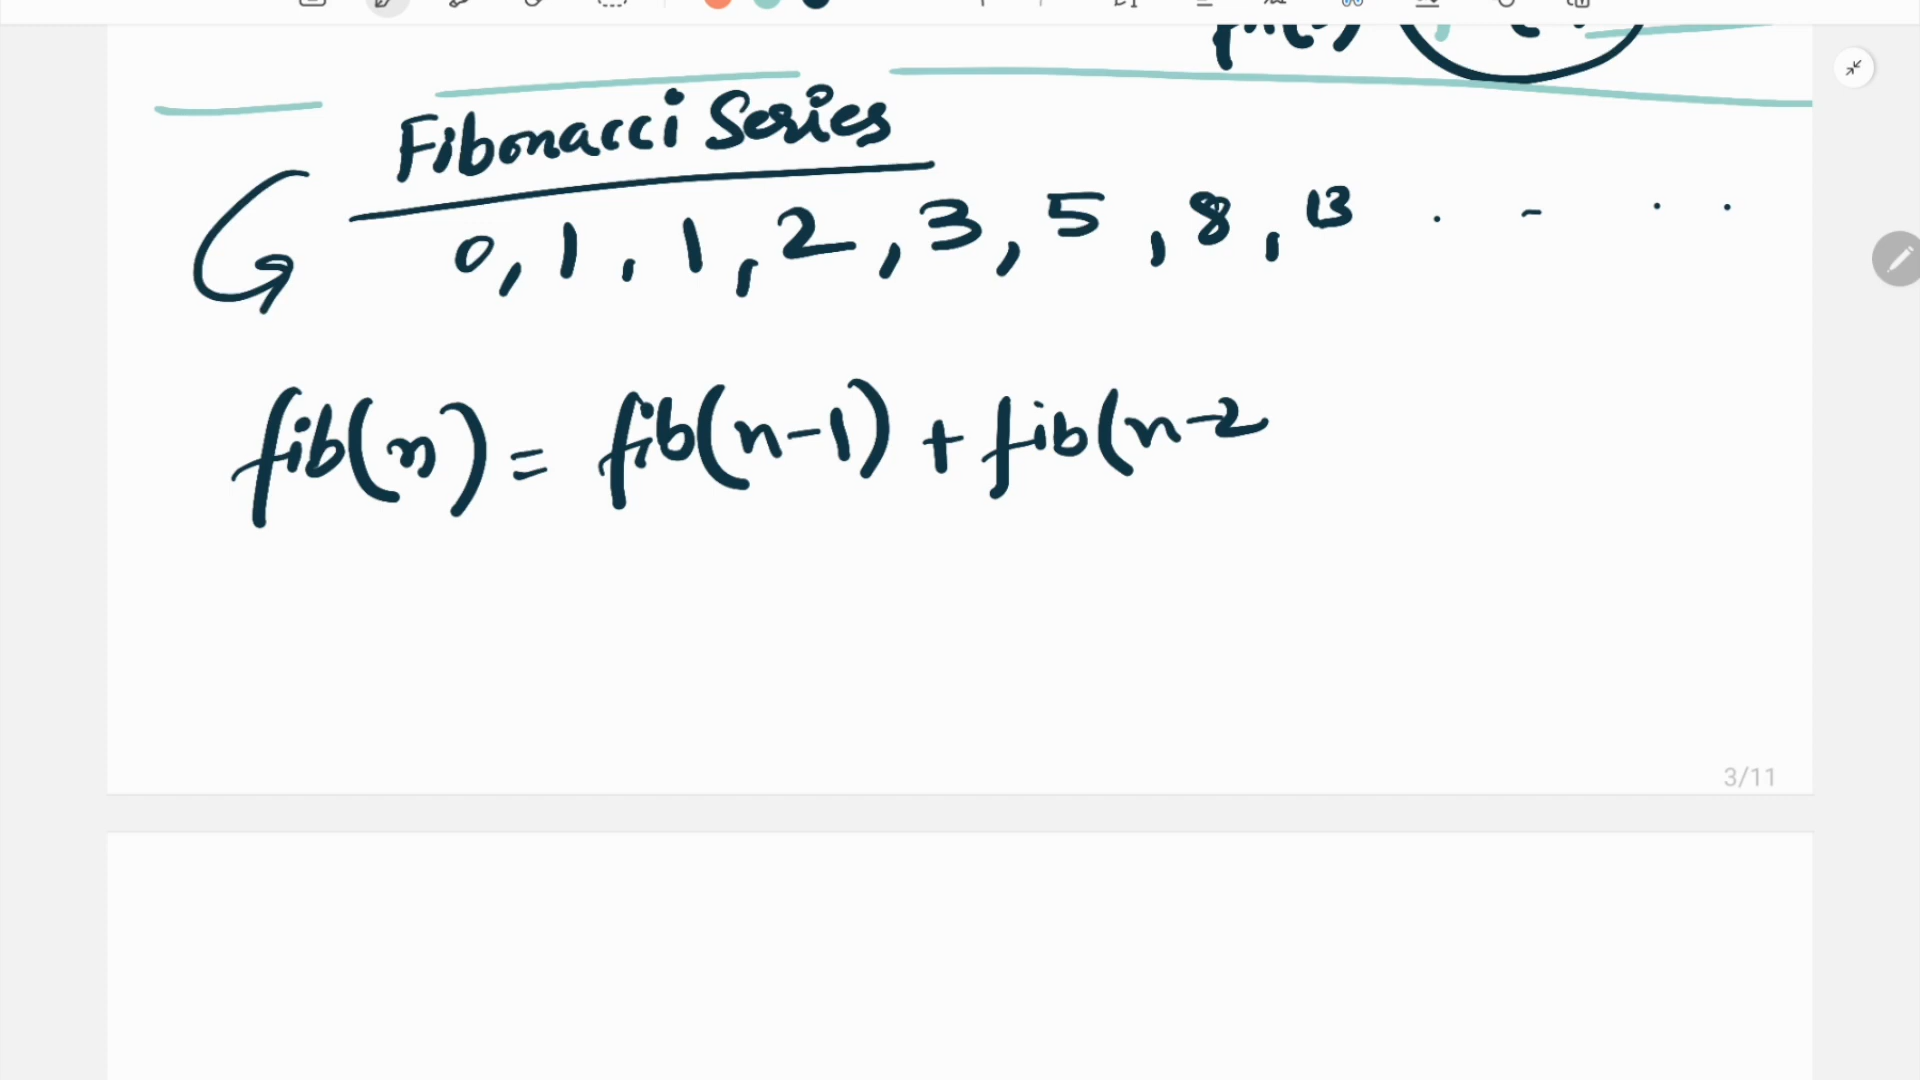 Fibonacci Series
0, 1, 1, 2, 3, 5, 8, 13 . - . .
fib(n) = fib(n-1) + fib(n-2
3/11